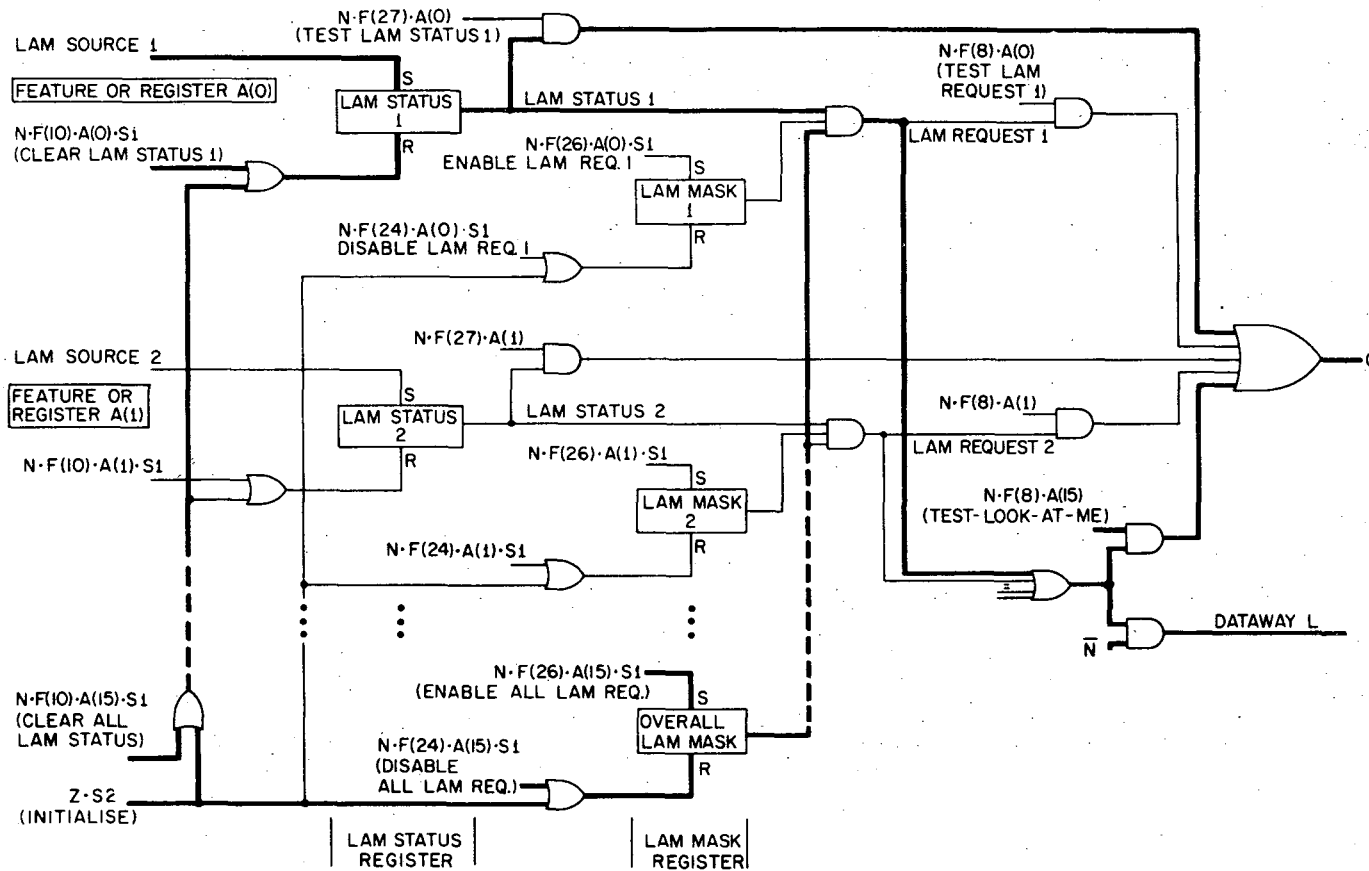 N·F(27)·A(0)
(TEST LAM STATUS 1)
LAM SOURCE 1
FEATURE OR REGISTER A(0)
S
LAM STATUS
1
R
LAM STATUS 1
N·F(8)·A(0)
(TEST LAM
REQUEST 1)
LAM REQUEST 1
N·F(10)·A(0)·S1
(CLEAR LAM STATUS 1)
N·F(26)·A(0)·S1
ENABLE LAM REQ. 1
S
LAM MASK
1
R
N·F(24)·A(0)·S1
DISABLE LAM REQ. 1
N·F(27)·A(1)
LAM SOURCE 2
FEATURE OR
REGISTER A(1)
S
LAM STATUS
2
R
LAM STATUS 2
N·F(8)·A(1)
LAM REQUEST 2
N·F(10)·A(1)·S1
N·F(26)·A(1)·S1
S
LAM MASK
2
R
N·F(24)·A(1)·S1
N·F(8)·A(15)
(TEST-LOOK-AT-ME)
N̅
DATAWAY L
N·F(26)·A(15)·S1
(ENABLE ALL LAM REQ.)
S
OVERALL
LAM MASK
R
N·F(10)·A(15)·S1
(CLEAR ALL
LAM STATUS)
N·F(24)·A(15)·S1
(DISABLE
ALL LAM REQ.)
Z·S2
(INITIALISE)
LAM STATUS
REGISTER
LAM MASK
REGISTER